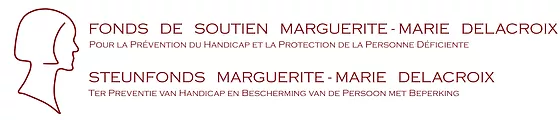 FONDS DE SOUTIEN MARGUERITE-MARIE DELACROIX
POUR LA PRÉVENTION DU HANDICAP ET LA PROTECTION DE LA PERSONNE DÉFICIENTE
STEUNFONDS MARGUERITE-MARIE DELACROIX
TER PREVENTIE VAN HANDICAP EN BESCHERMING VAN DE PERSOON MET BEPERKING